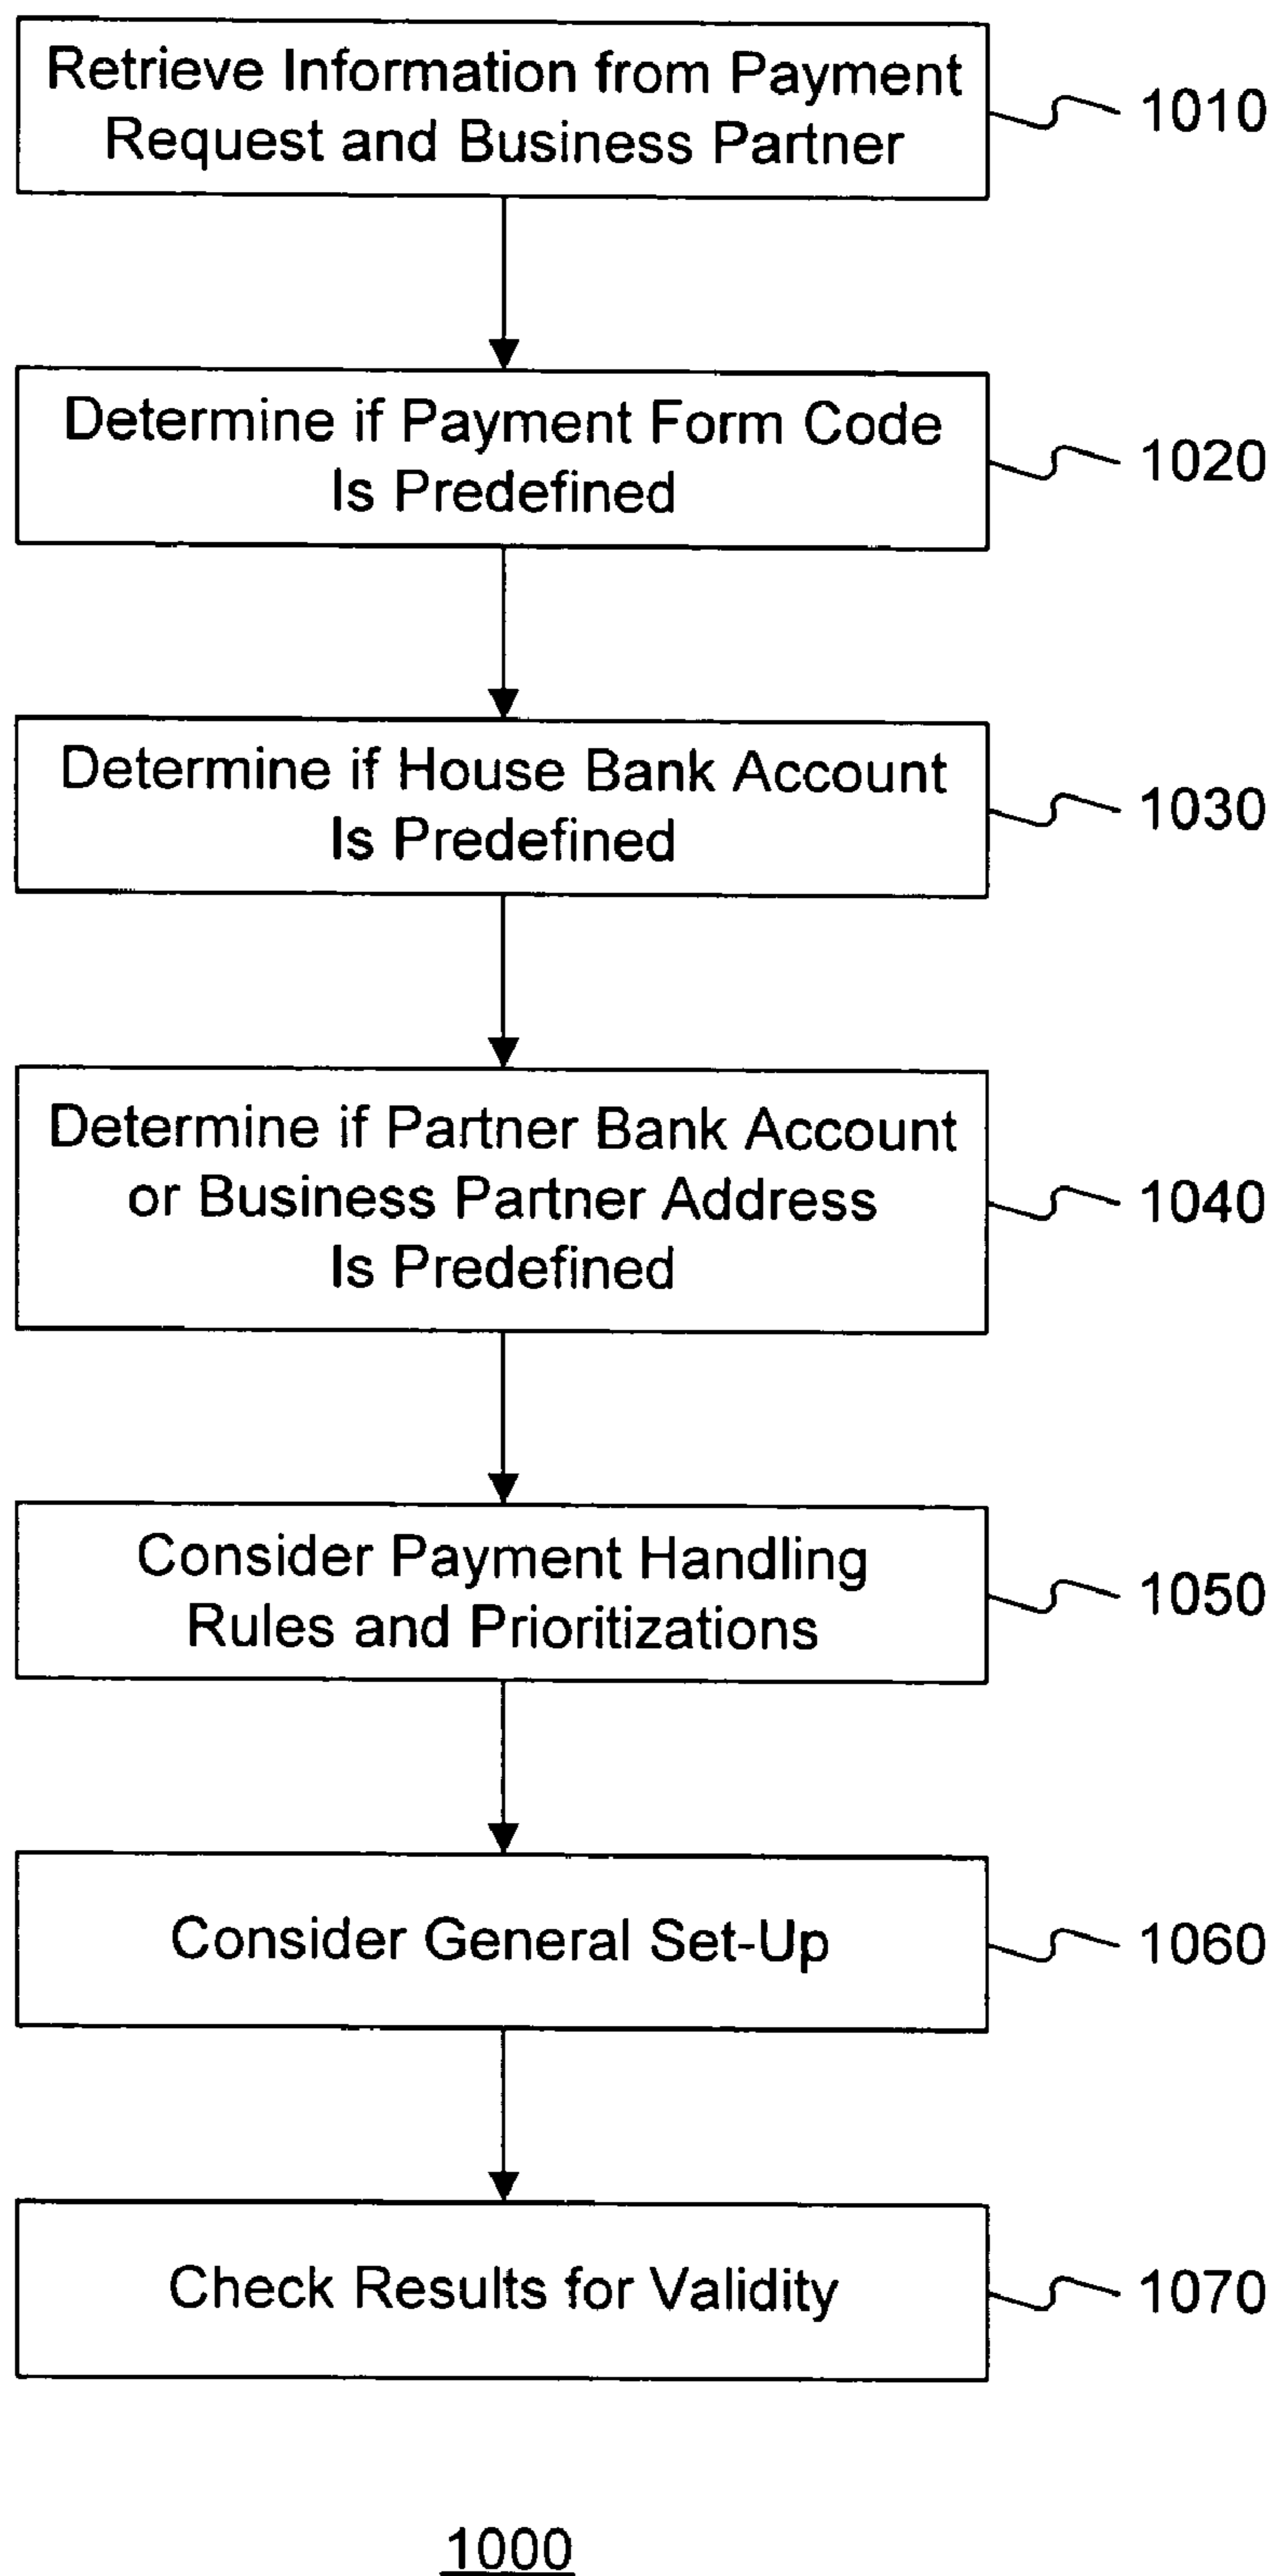 Retrieve Information from Payment
Request and Business Partner
1010
Determine if Payment Form Code
Is Predefined
1020
Determine if House Bank Account
Is Predefined
1030
Determine if Partner Bank Account
or Business Partner Address
Is Predefined
1040
Consider Payment Handling
Rules and Prioritizations
1050
Consider General Set-Up
1060
Check Results for Validity
1070
1000